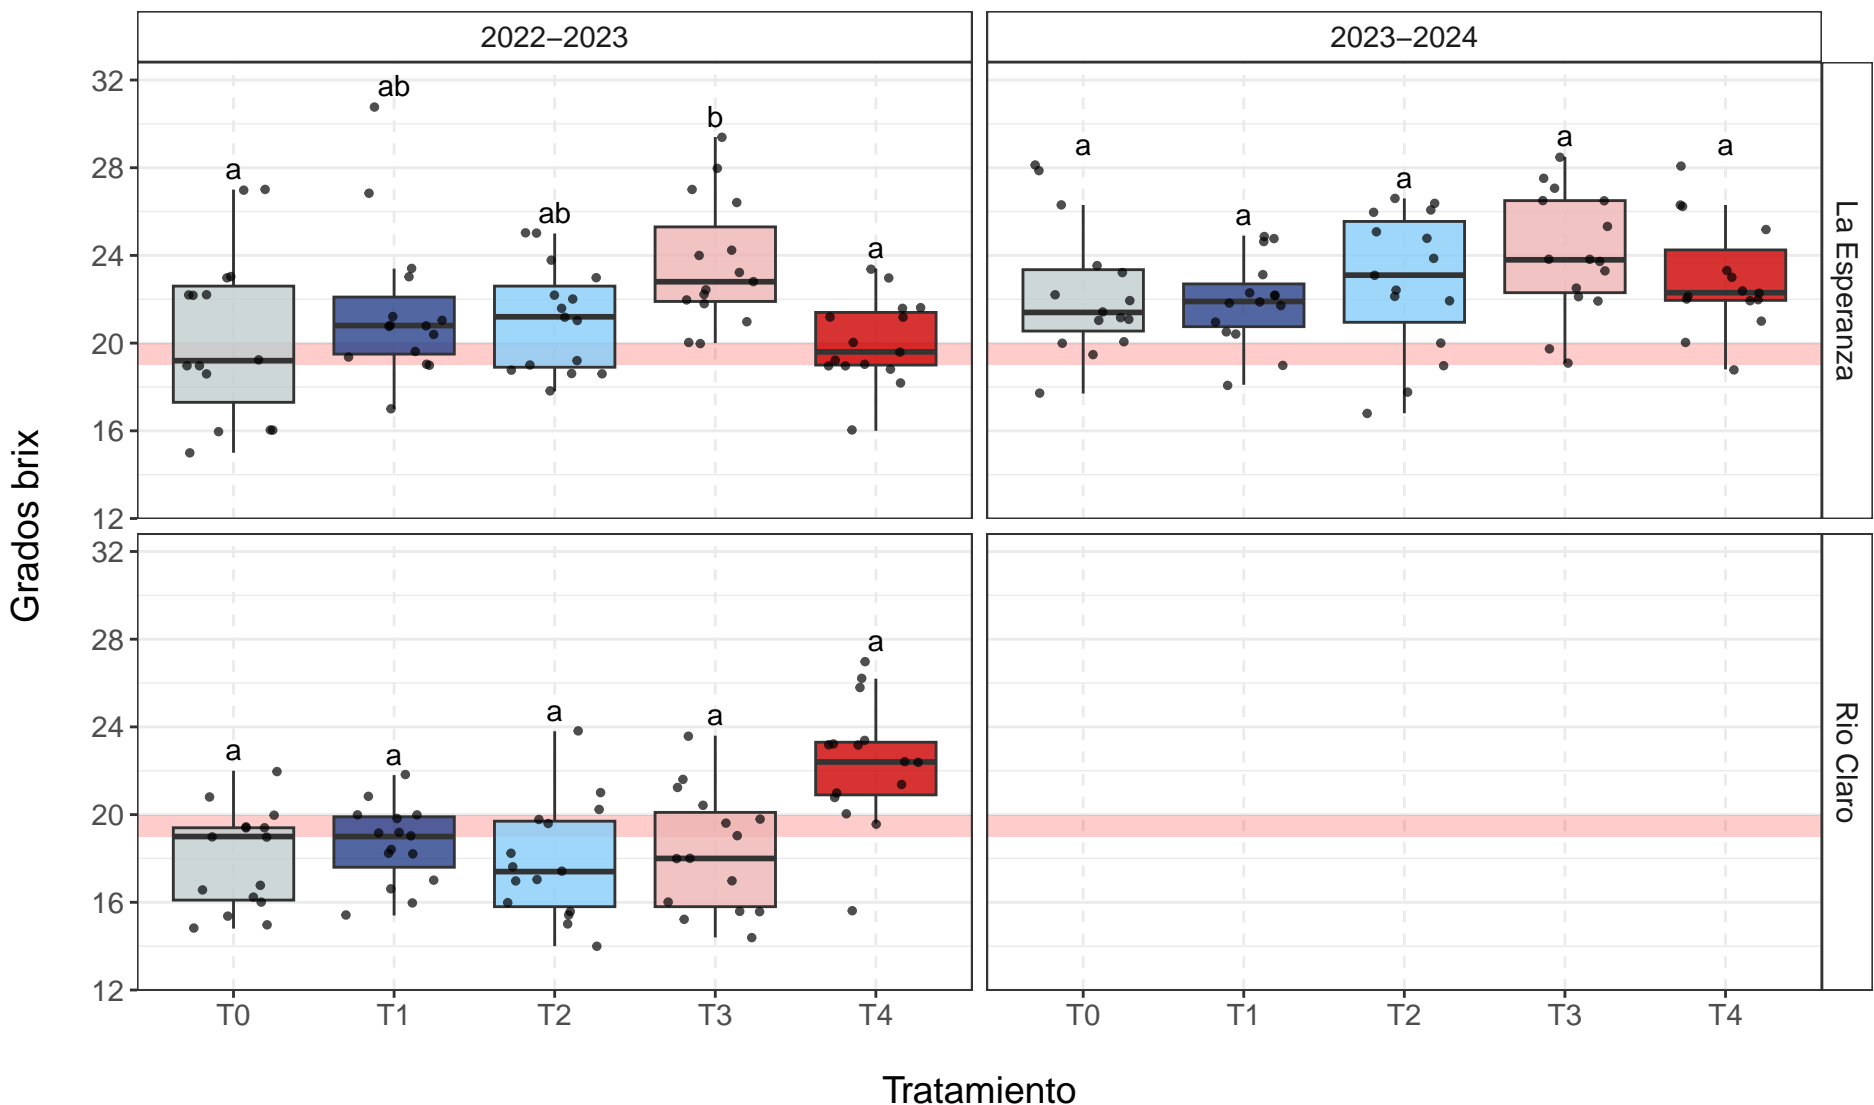 2022–2023 2023–2024
32
28
24
20
16
12
a ab ab b a
a a a a a
La Esperanza
Grados brix
32
28
24
20
16
12
a a a a a
Rio Claro
T0 T1 T2 T3 T4 T0 T1 T2 T3 T4
Tratamiento